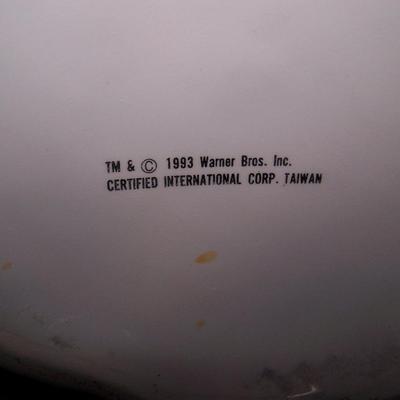 TM & © 1993 Warner Bros. Inc.
CERTIFIED INTERNATIONAL CORP. TAIWAN